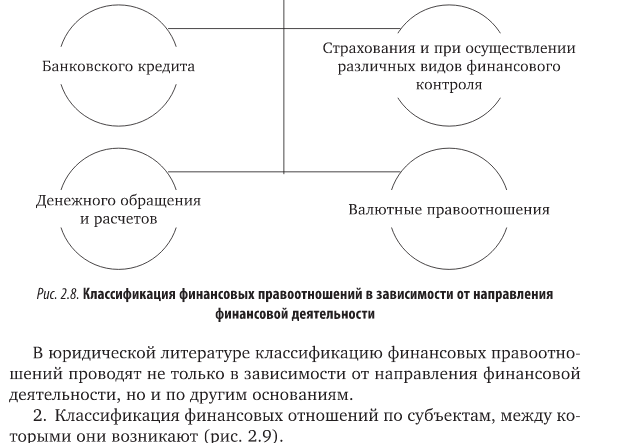 Банковского кредита
Страхования и при осуществлении
различных видов финансового
контроля
Денежного обращения
и расчетов
Валютные правоотношения
Рис. 2.8. Классификация финансовых правоотношений в зависимости от направления
финансовой деятельности
В юридической литературе классификацию финансовых правоотно-
шений проводят не только в зависимости от направления финансовой
деятельности, но и по другим основаниям.
2. Классификация финансовых отношений по субъектам, между ко-
торыми они возникают (рис. 2.9).